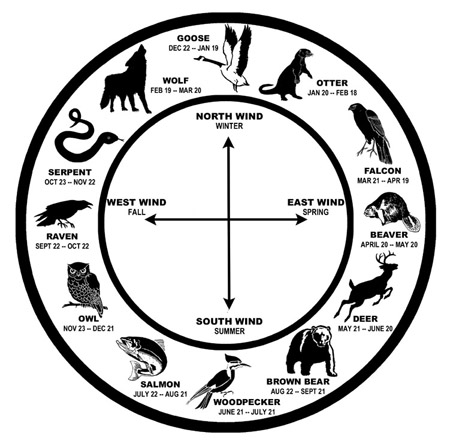 GOOSE
DEC 22 -- JAN 19
OTTER
JAN 20 -- FEB 18
WOLF
FEB 19 -- MAR 20
NORTH WIND
WINTER
FALCON
MAR 21 -- APR 19
SERPENT
OCT 23 -- NOV 22
WEST WIND
FALL
EAST WIND
SPRING
BEAVER
APRIL 20 -- MAY 20
RAVEN
SEPT 22 -- OCT 22
DEER
MAY 21 -- JUNE 20
OWL
NOV 23 -- DEC 21
SOUTH WIND
SUMMER
BROWN BEAR
AUG 22 -- SEPT 21
SALMON
JULY 22 -- AUG 21
WOODPECKER
JUNE 21 -- JULY 21